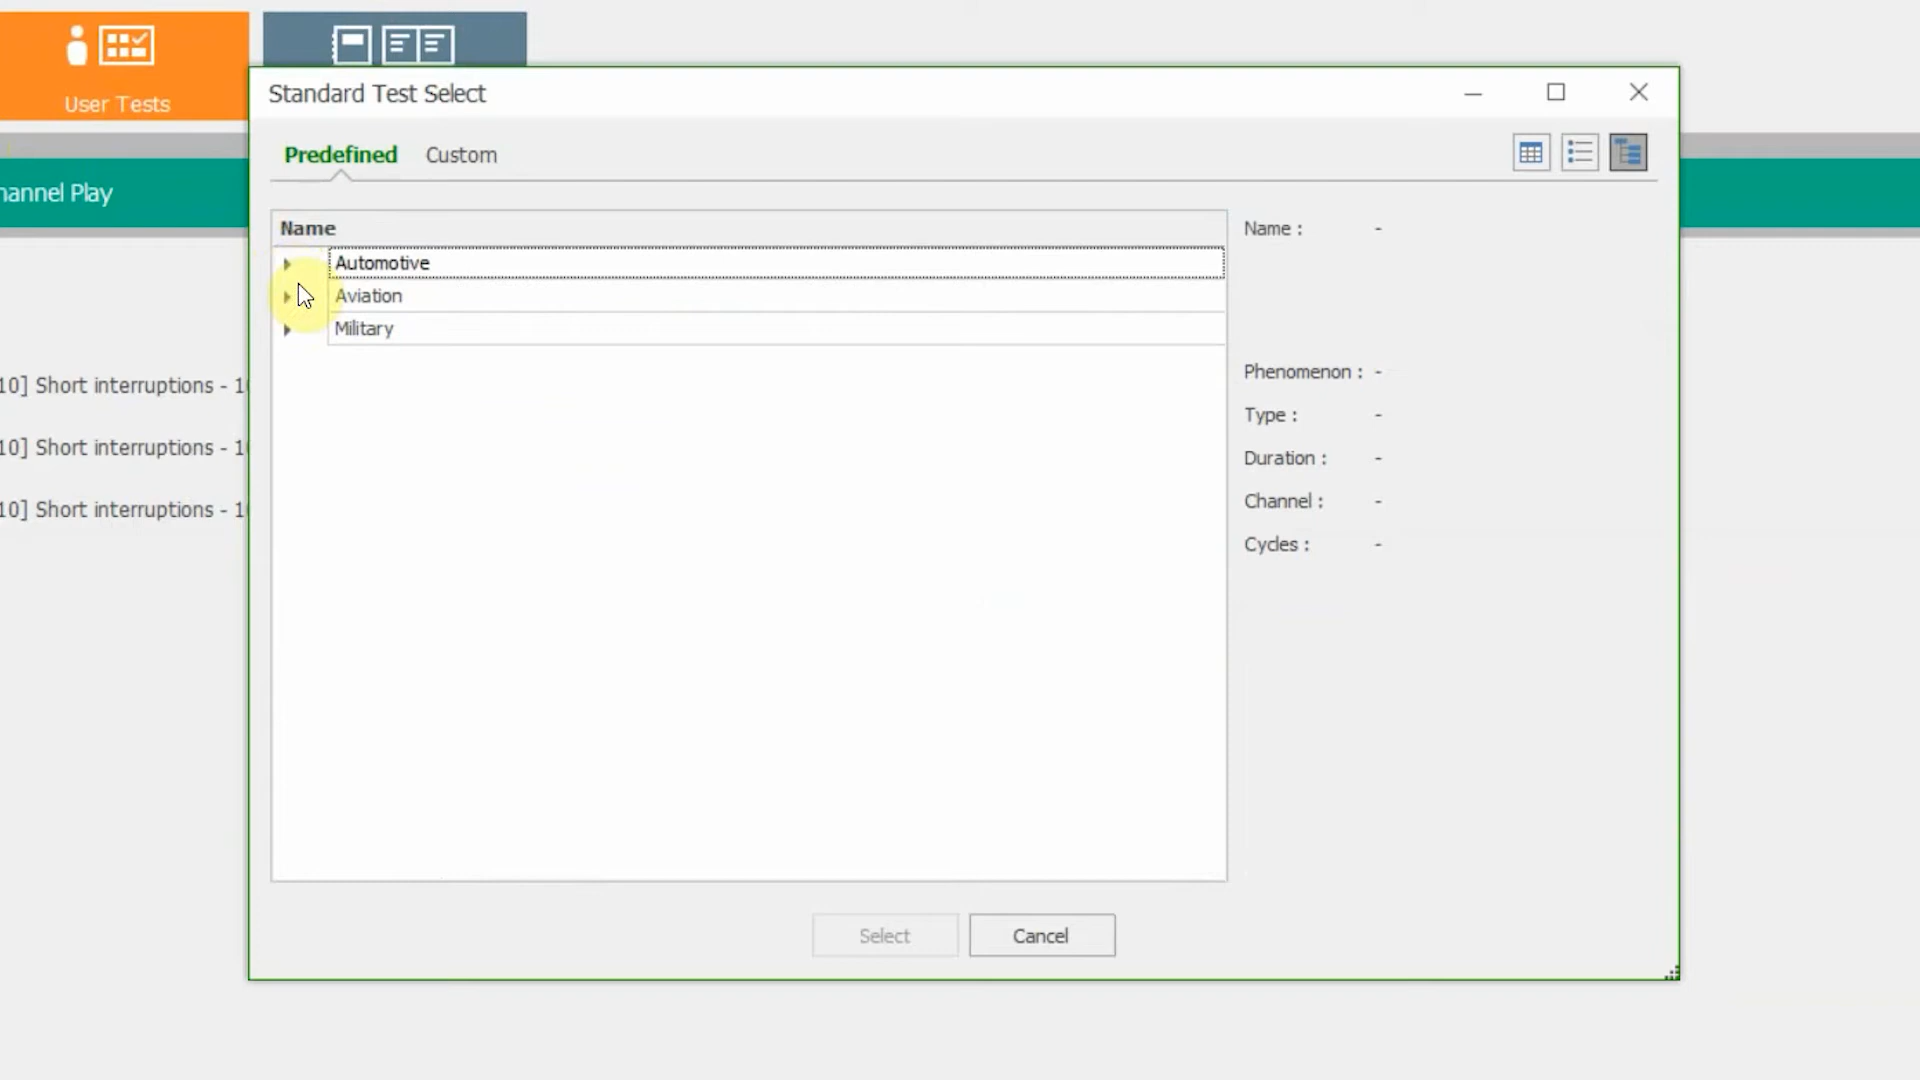 User Tests
Standard Test Select
Predefined
Custom
hannel Play
Name
Automotive
Aviation
Military
Name : -
Phenomenon : -
Type : -
Duration : -
Channel : -
Cycles : -
10] Short interruptions - 1
10] Short interruptions - 1
10] Short interruptions - 1
Select
Cancel